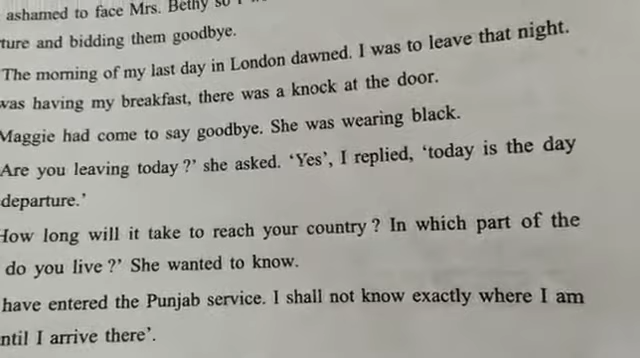 ashamed to face Mrs. Bethy so I
ture and bidding them goodbye.
The morning of my last day in London dawned. I was to leave that night.
was having my breakfast, there was a knock at the door.
Maggie had come to say goodbye. She was wearing black.
Are you leaving today ?’ she asked. ‘Yes’, I replied, ‘today is the day
departure.’
How long will it take to reach your country ? In which part of the
do you live ?’ She wanted to know.
have entered the Punjab service. I shall not know exactly where I am
ntil I arrive there’.